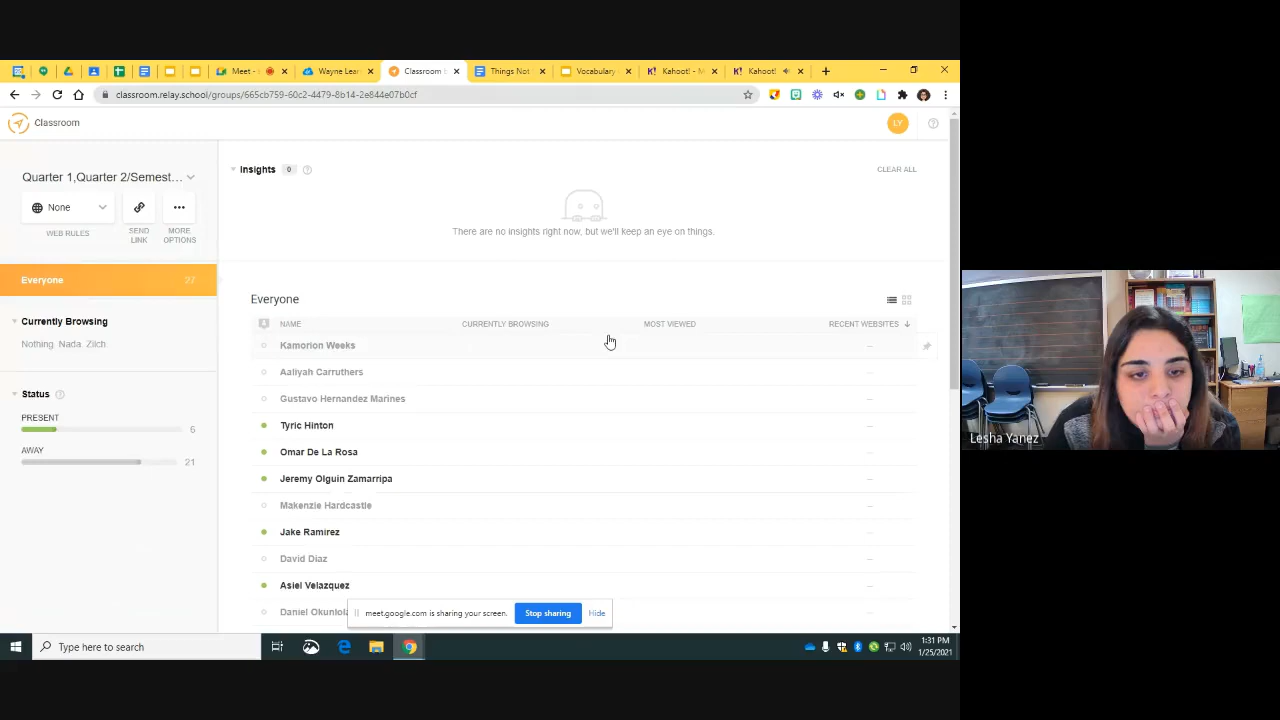 Meet -
Wayne Lear
Classroom
Things Not
Vocabulary
Kahoot! - M
Kahoot!
classroom.relay.school/groups/665cb759-60c2-4479-8b14-2e844e07b0cf
Classroom
LY
Quarter 1,Quarter 2/Semest...
None
WEB RULES
SEND LINK
MORE OPTIONS
Everyone 27
Currently Browsing
Nothing. Nada. Zilch.
Status
PRESENT
6
AWAY
21
Insights 0
CLEAR ALL
There are no insights right now, but we'll keep an eye on things.
Everyone
NAME CURRENTLY BROWSING MOST VIEWED RECENT WEBSITES
Kamorion Weeks
Aaliyah Carruthers
Gustavo Hernandez Marines
Tyric Hinton
Omar De La Rosa
Jeremy Olguin Zamarripa
Makenzie Hardcastle
Jake Ramirez
David Diaz
Asiel Velazquez
Daniel Okunlola
meet.google.com is sharing your screen.
Stop sharing
Hide
Lesha Yanez
Type here to search
1:31 PM
1/25/2021